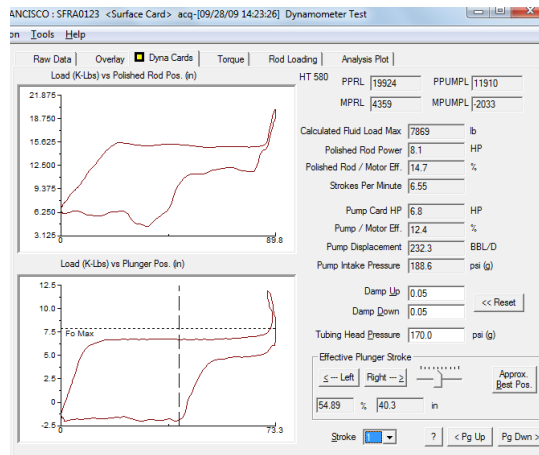 ANCISCO : SFRA0123 <Surface Card> acq-[09/28/09 14:23:26] Dynamometer Test
on Tools Help
Raw Data Overlay Dyna Cards Torque Rod Loading Analysis Plot
Load (K-Lbs) vs Polished Rod Pos. (in)
HT 580 PPRL 19924 PPUMPL 11910
MPRL 4359 MPUMPL -2033
21.875
18.750
15.625
12.500
9.375
6.250
3.125
0 89.8
Calculated Fluid Load Max 7869 lb
Polished Rod Power 8.1 HP
Polished Rod / Motor Eff. 14.7 %
Strokes Per Minute 6.55
Pump Card HP 6.8 HP
Pump / Motor Eff. 12.4 %
Pump Displacement 232.3 BBL/D
Pump Intake Pressure 188.6 psi (g)
Load (K-Lbs) vs Plunger Pos. (in)
12.5
10.0
7.5
Fo Max
5.0
2.5
0
-2.5
0 73.3
Damp Up 0.05
Damp Down 0.05
<< Reset
Tubing Head Pressure 170.0 psi (g)
Effective Plunger Stroke
< --- Left Right --- > Approx. Best Pos.
54.89 % 40.3 in
Stroke 1 ? < Pg Up Pg Dwn >